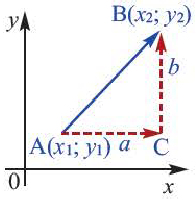 y
B(x₂; y₂)
b
A(x₁; y₁) a C
0
x